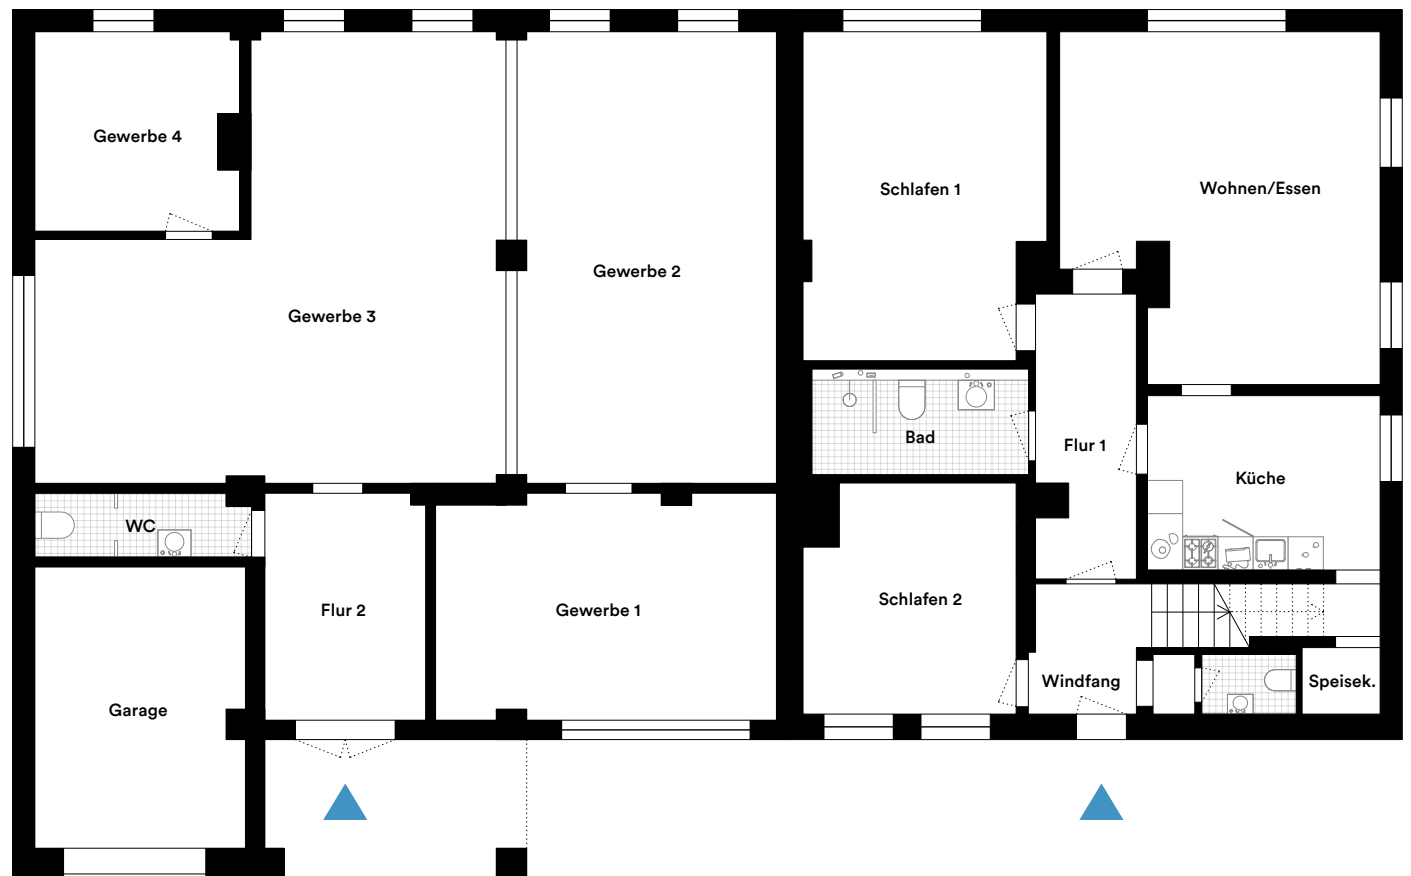 Gewerbe 4
Schlafen 1
Wohnen/Essen
Gewerbe 2
Gewerbe 3
Bad
Flur 1
Küche
WC
Flur 2
Gewerbe 1
Schlafen 2
Garage
Windfang
Speisek.